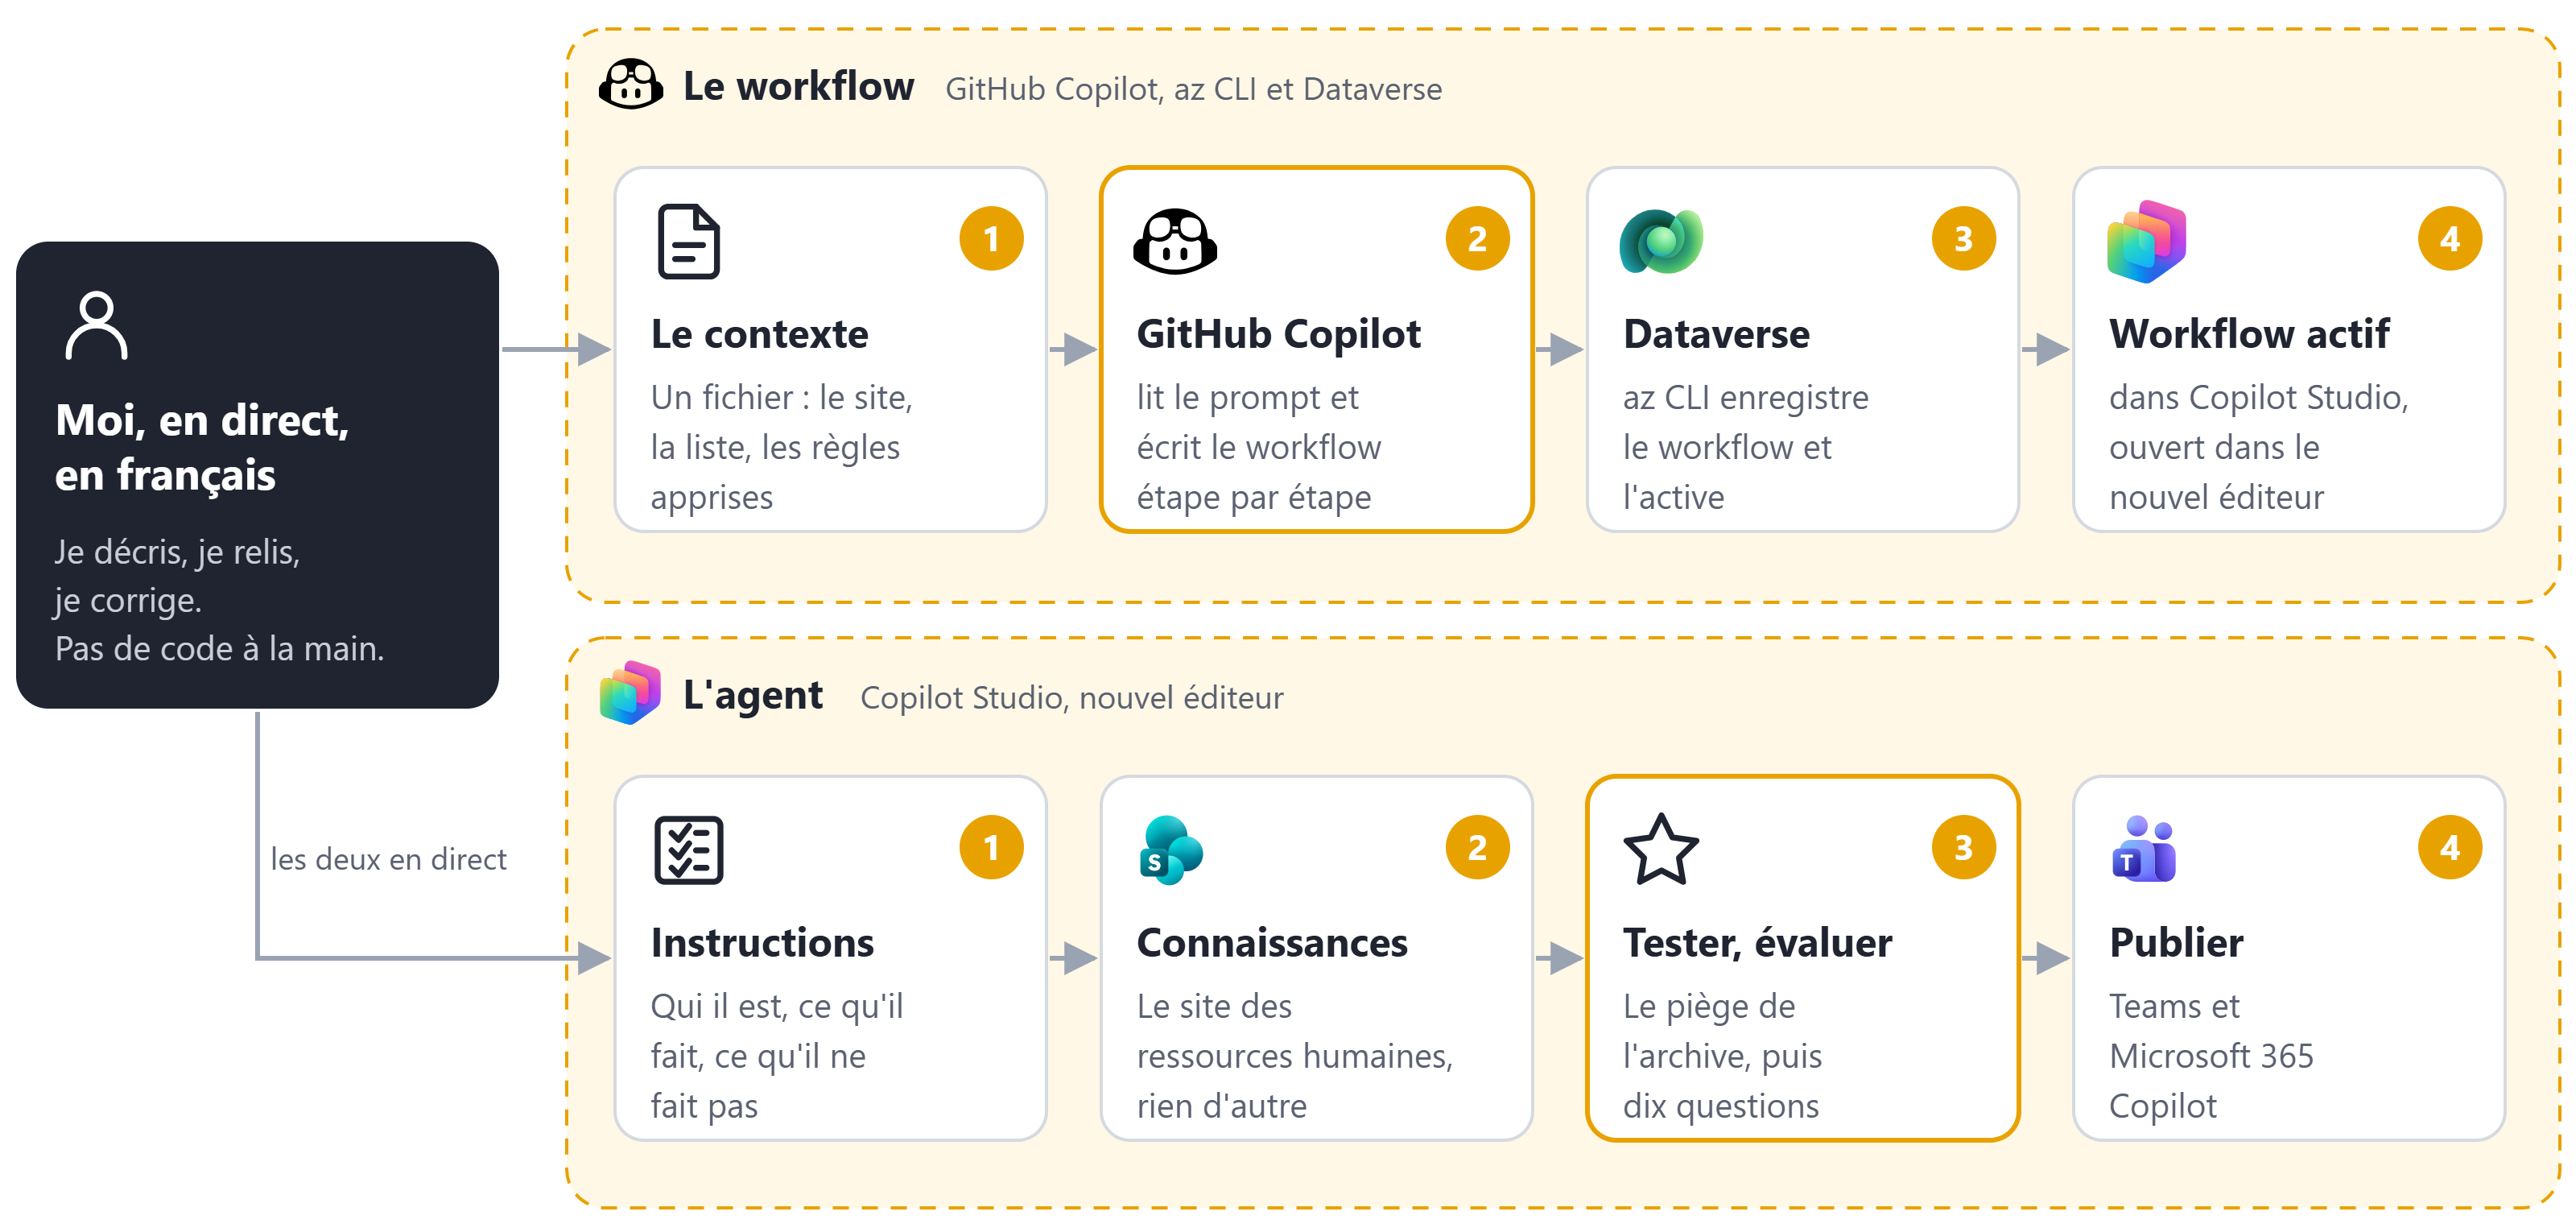 Moi, en direct,
en français
Je décris, je relis,
je corrige.
Pas de code à la main.
les deux en direct
Le workflow GitHub Copilot, az CLI et Dataverse
1
Le contexte
Un fichier : le site,
la liste, les règles
apprises
2
GitHub Copilot
lit le prompt et
écrit le workflow
étape par étape
3
Dataverse
az CLI enregistre
le workflow et
l'active
4
Workflow actif
dans Copilot Studio,
ouvert dans le
nouvel éditeur
L'agent Copilot Studio, nouvel éditeur
1
Instructions
Qui il est, ce qu'il
fait, ce qu'il ne
fait pas
S
2
Connaissances
Le site des
ressources humaines,
rien d'autre
3
Tester, évaluer
Le piège de
l'archive, puis
dix questions
T
4
Publier
Teams et
Microsoft 365
Copilot